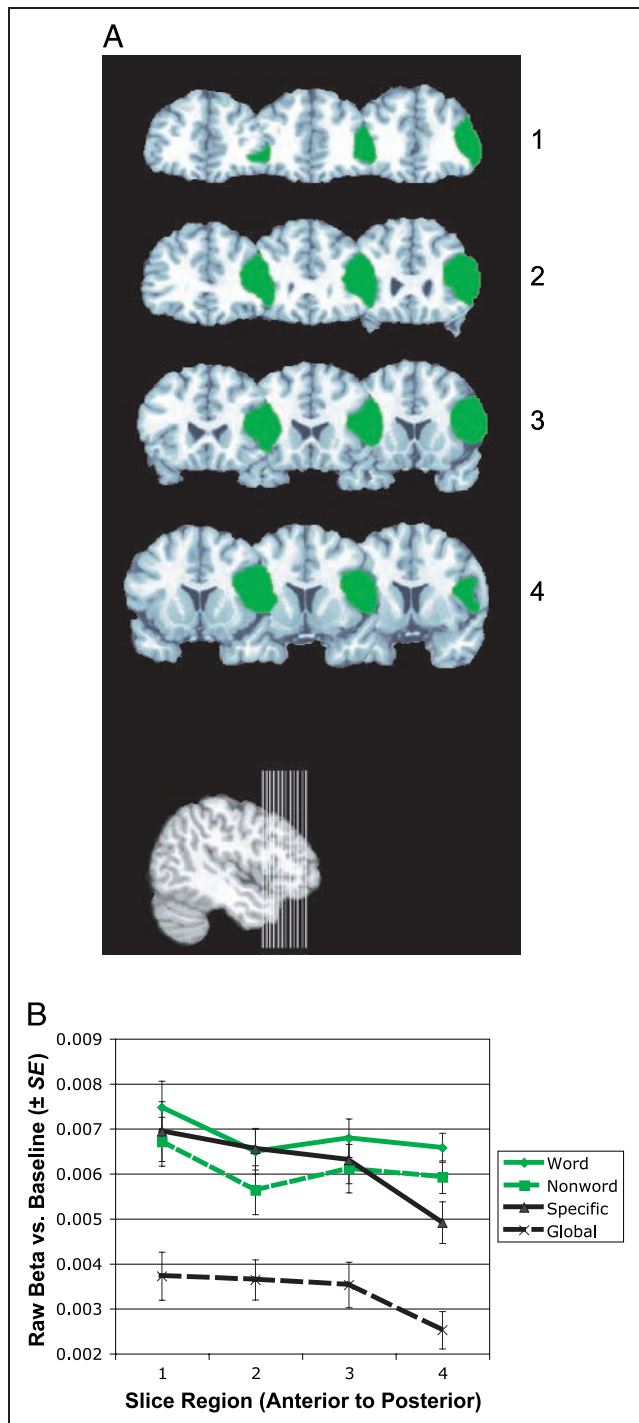 A
1
2
3
4
B
0.009
0.008
0.007
0.006
0.005
0.004
0.003
0.002
Raw Beta vs. Baseline (± SE)
1 2 3 4
Slice Region (Anterior to Posterior)
Word
Nonword
Specific
Global